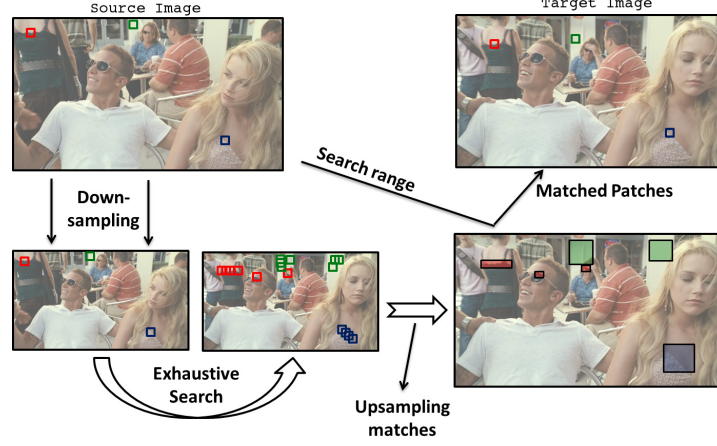 Source Image
Target Image
Search range
Matched Patches
Down-
sampling
Exhaustive
Search
Upsampling
matches